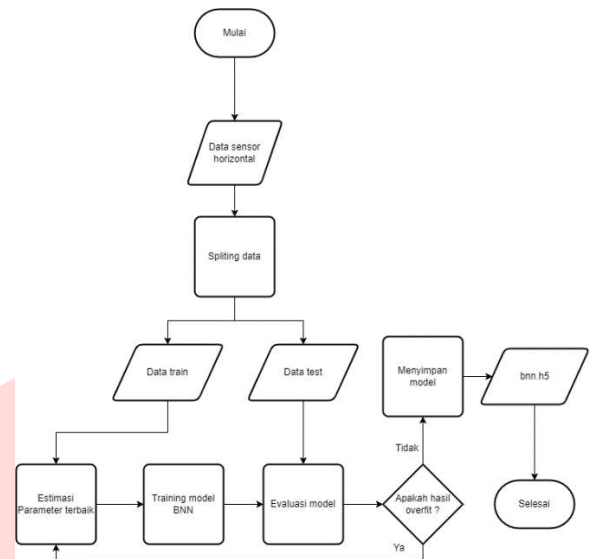 Mulai
Data sensor
horizontal
Spliting data
Data train
Data test
Menyimpan
model
bnn.h5
Tidak
Estimasi
Parameter terbaik
Training model
BNN
Evaluasi model
Apakah hasil
overfit ?
Selesai
Ya